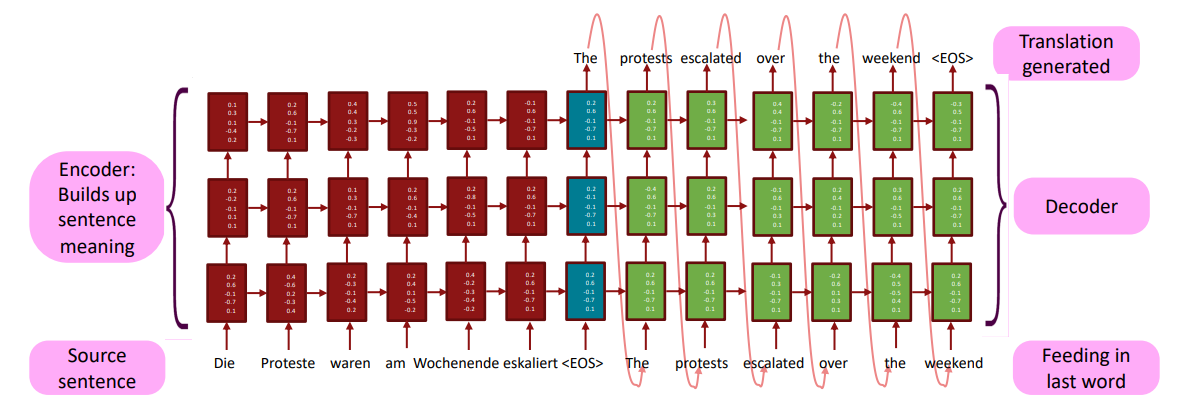 The protests escalated over the weekend <EOS>
Translation
generated
0.1 0.2 0.4 0.5 0.2 -0.1 0.2 0.2 0.3 0.4 -0.2 -0.4 -0.3
0.3 0.6 0.4 0.5 0.6 0.6 0.6 0.6 0.6 0.4 0.6 0.6 0.5
0.1 -0.1 0.3 0.9 -0.1 -0.1 -0.1 -0.1 -0.1 -0.1 -0.1 -0.1 -0.1
-0.4 -0.7 -0.2 -0.3 -0.5 -0.7 -0.7 -0.7 -0.7 -0.7 -0.7 -0.7 -0.7
0.2 0.1 -0.3 -0.2 0.1 0.1 0.1 0.1 0.1 0.1 0.1 0.1 0.1
Encoder:
Builds up
sentence
meaning
0.2 0.2 0.1 0.2 0.2 0.2 0.2 -0.4 0.2 -0.1 0.2 0.3 0.2
-0.2 0.6 0.3 0.6 -0.8 0.6 -0.1 0.6 0.6 0.6 0.4 0.6 0.6
-0.1 -0.1 -0.1 -0.1 -0.1 -0.1 -0.1 -0.1 -0.1 -0.1 -0.1 -0.1 -0.1
0.1 -0.7 -0.7 -0.4 -0.5 -0.7 -0.7 -0.7 0.3 0.3 0.2 -0.5 -0.7
0.1 0.1 0.1 0.1 0.1 0.1 0.1 0.1 0.1 0.1 0.1 0.1 0.1
Decoder
0.2 0.4 0.2 0.2 0.4 0.2 0.2 0.2 0.2 -0.1 -0.2 -0.4 0.2
0.6 -0.6 -0.3 0.4 -0.2 0.6 0.6 0.6 0.6 0.3 0.6 -0.5 0.6
-0.1 0.2 -0.1 0.1 -0.3 -0.1 -0.1 -0.1 -0.1 -0.1 0.1 -0.5 -0.1
-0.7 -0.3 -0.4 -0.5 -0.4 -0.7 -0.7 -0.7 -0.7 -0.7 0.3 0.4 -0.7
0.1 0.4 0.2 -0.2 -0.2 0.1 0.1 0.1 0.1 0.1 0.1 0.1 0.1
Source
sentence
Die Proteste waren am Wochenende eskaliert <EOS> The protests escalated over the weekend
Feeding in
last word